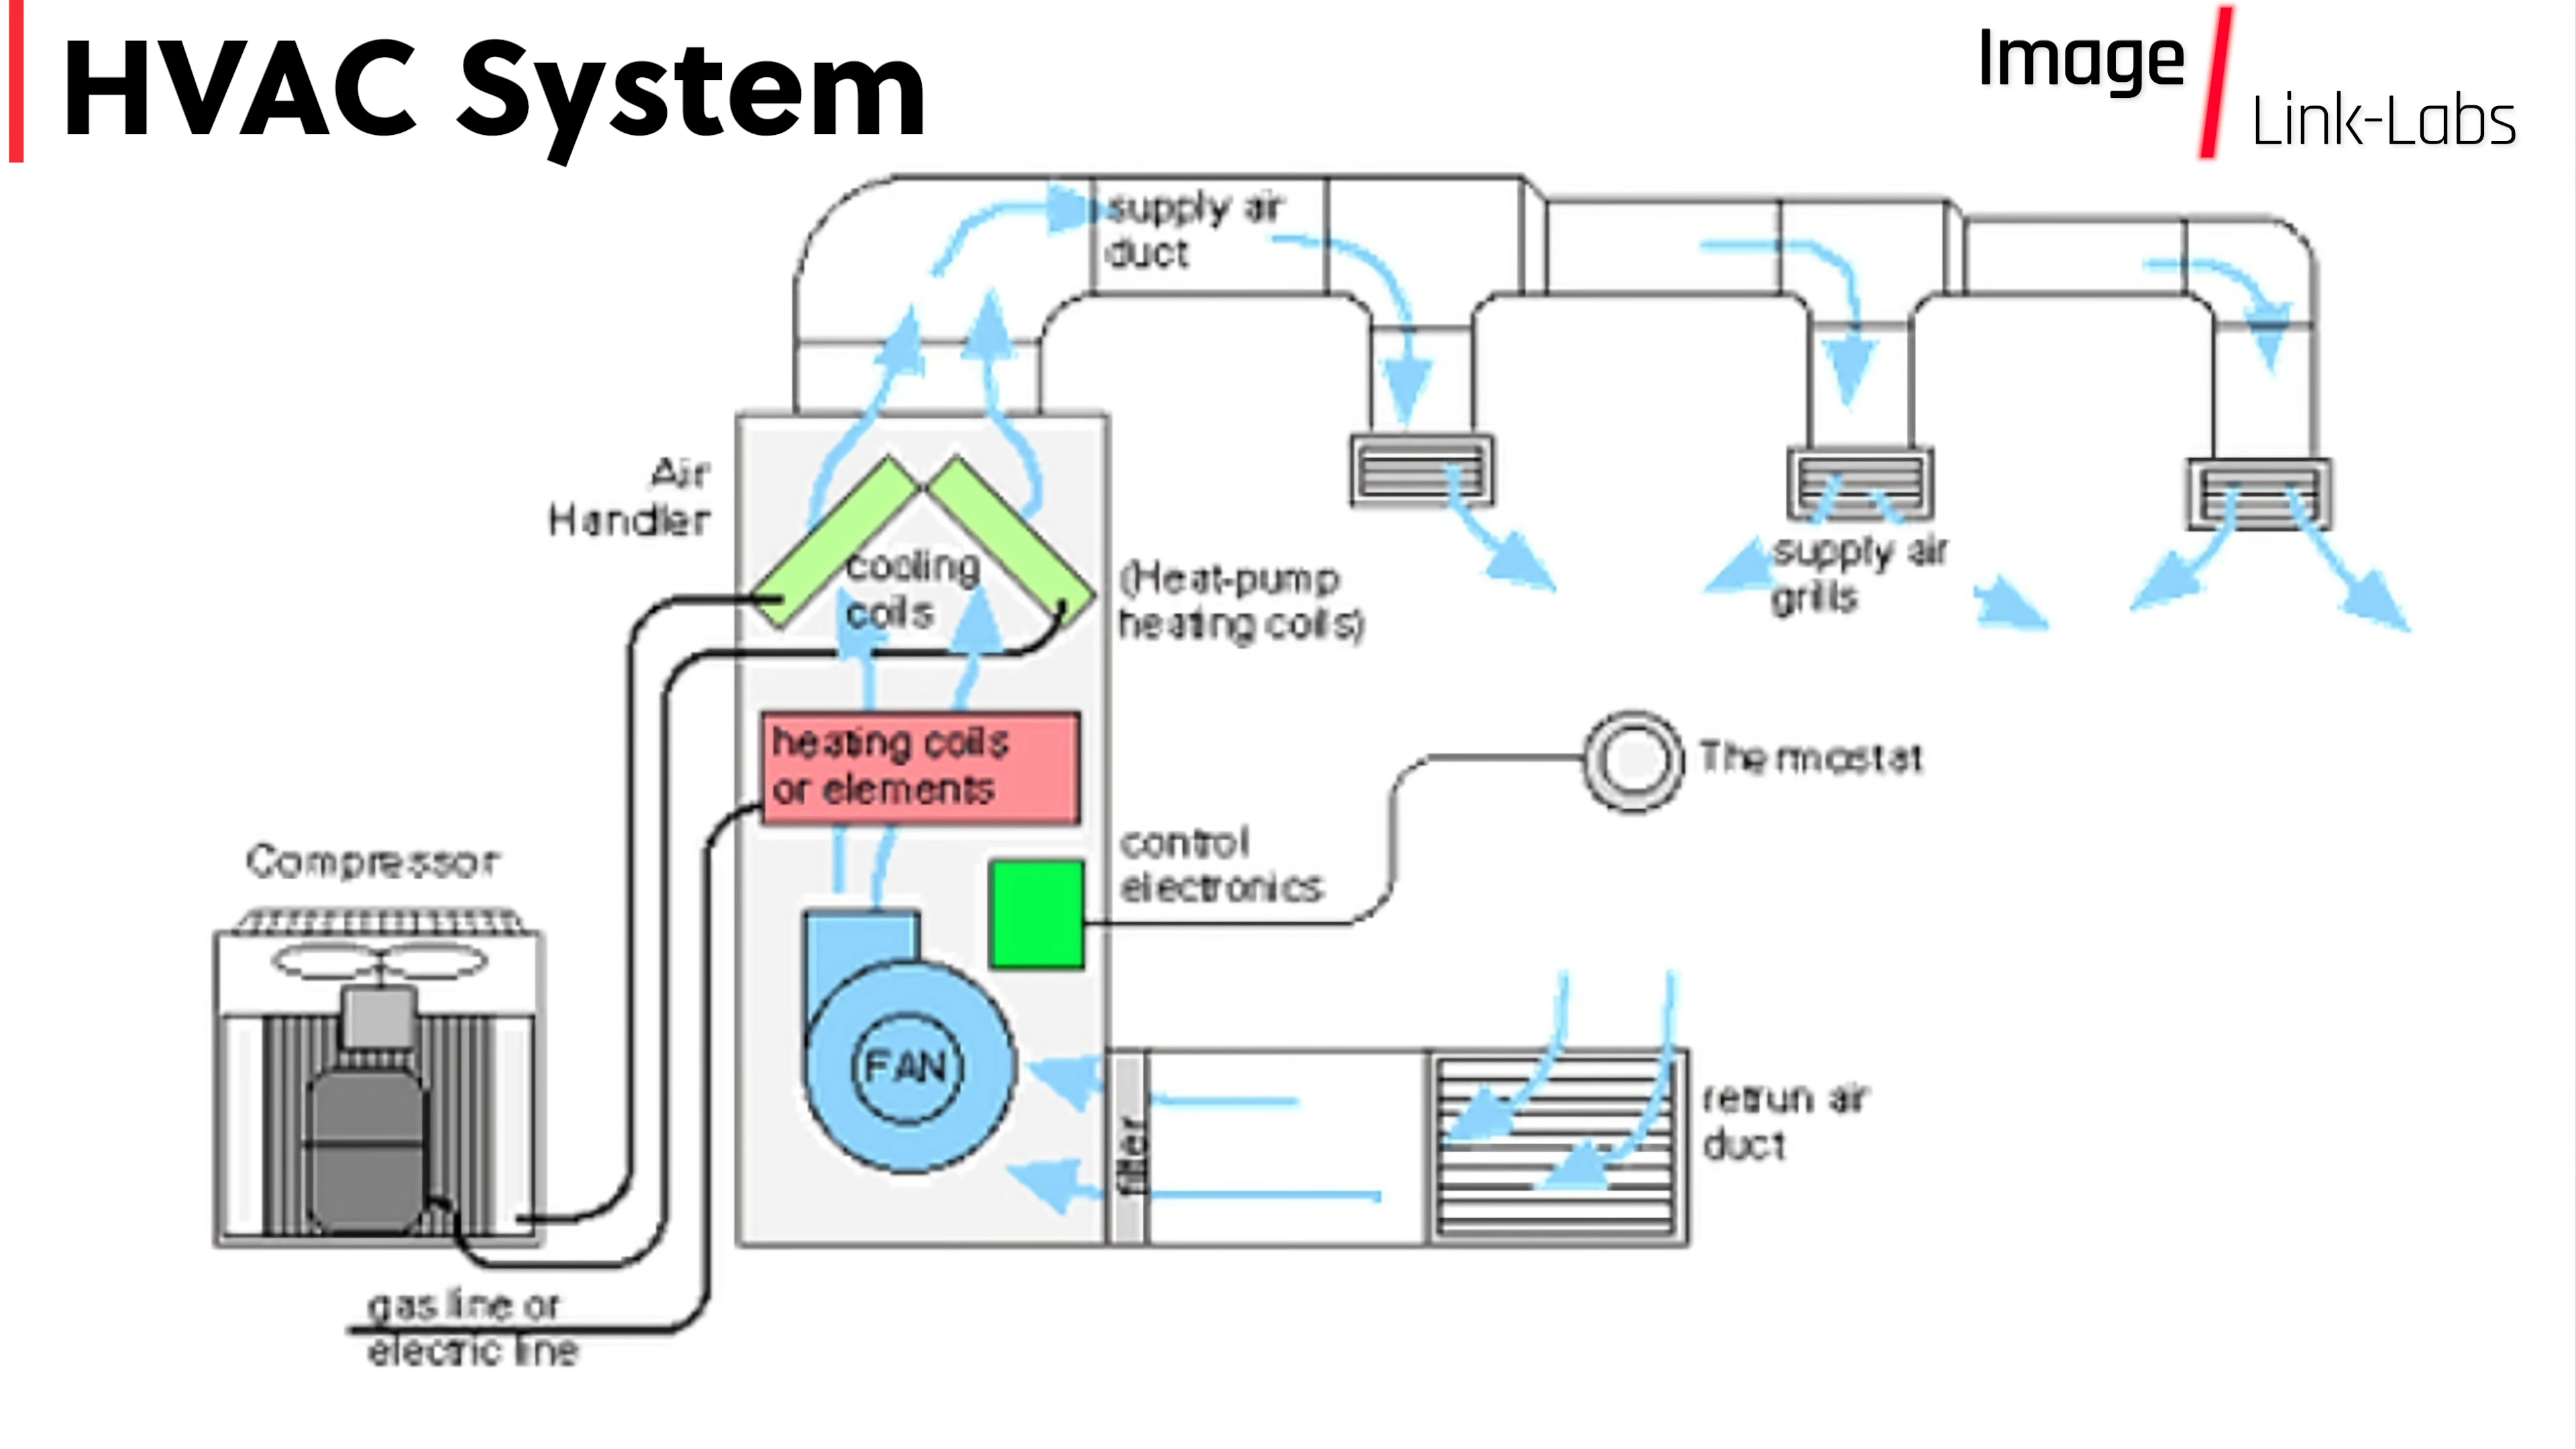 HVAC System
Image
Link-Labs
supply air
duct
Air
Handler
cooling
coils
(Heat-pump
heating coils)
supply air
grills
heating coils
or elements
Thermostat
control
electronics
Compressor
FAN
filter
retrun air
duct
gas line or
electric line